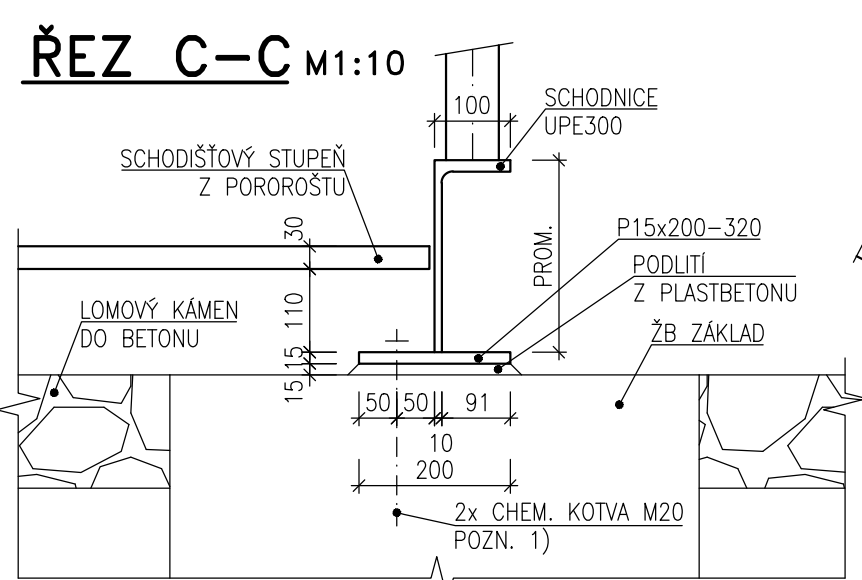 ŘEZ C-C M1:10
100
SCHODNICE
UPE300
SCHODIŠŤOVÝ STUPEŇ
Z POROROŠTU
30
PROM.
P15x200-320
PODLITÍ
Z PLASTBETONU
LOMOVÝ KÁMEN
DO BETONU
110
ŽB ZÁKLAD
15
15
50
50
91
10
200
2x CHEM. KOTVA M20
POZN. 1)